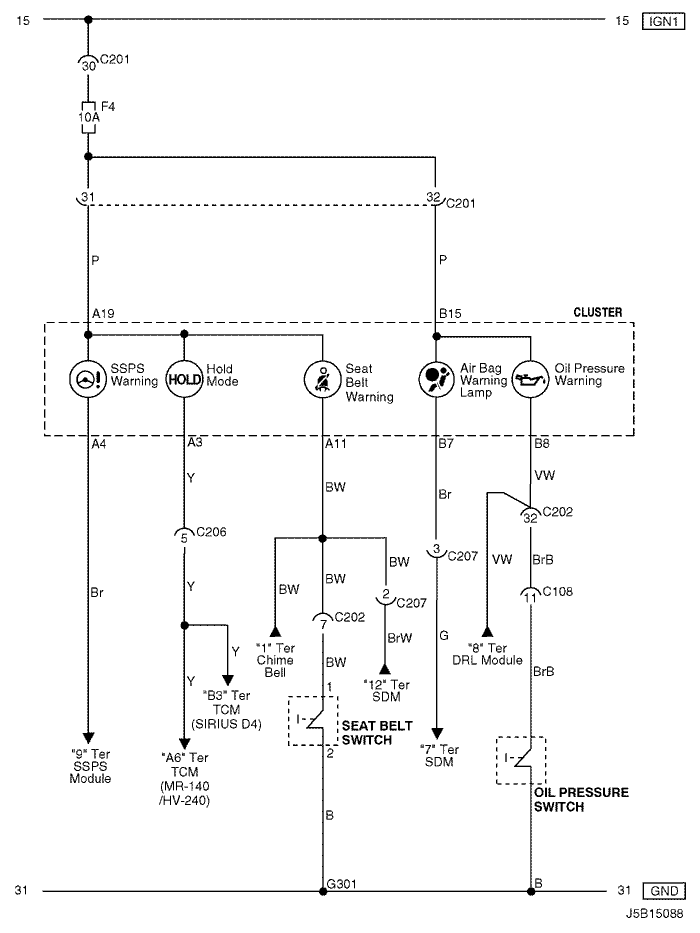 15
15 IGN1
30 C201
F4
10A
31
32 C201
P
P
A19
B15
CLUSTER
SSPS
Warning
HOLD
Hold
Mode
Seat
Belt
Warning
Air Bag
Warning
Lamp
Oil Pressure
Warning
A4
A3
A11
B7
B8
Y
BW
Br
VW
32 C202
5 C206
3 C207
VW
BrB
Br
Y
BW
BW
BW
2 C207
11 C108
7 C202
G
Y
BW
BrW
"1" Ter
Chime
Bell
"8" Ter
DRL Module
Y
BrB
"B3" Ter
TCM
(SIRIUS D4)
"12" Ter
SDM
1
SEAT BELT
SWITCH
2
"9" Ter
SSPS
Module
"A6" Ter
TCM
(MR-140
/HV-240)
"7" Ter
SDM
OIL PRESSURE
SWITCH
B
31
G301
B
31 GND
J5B15088